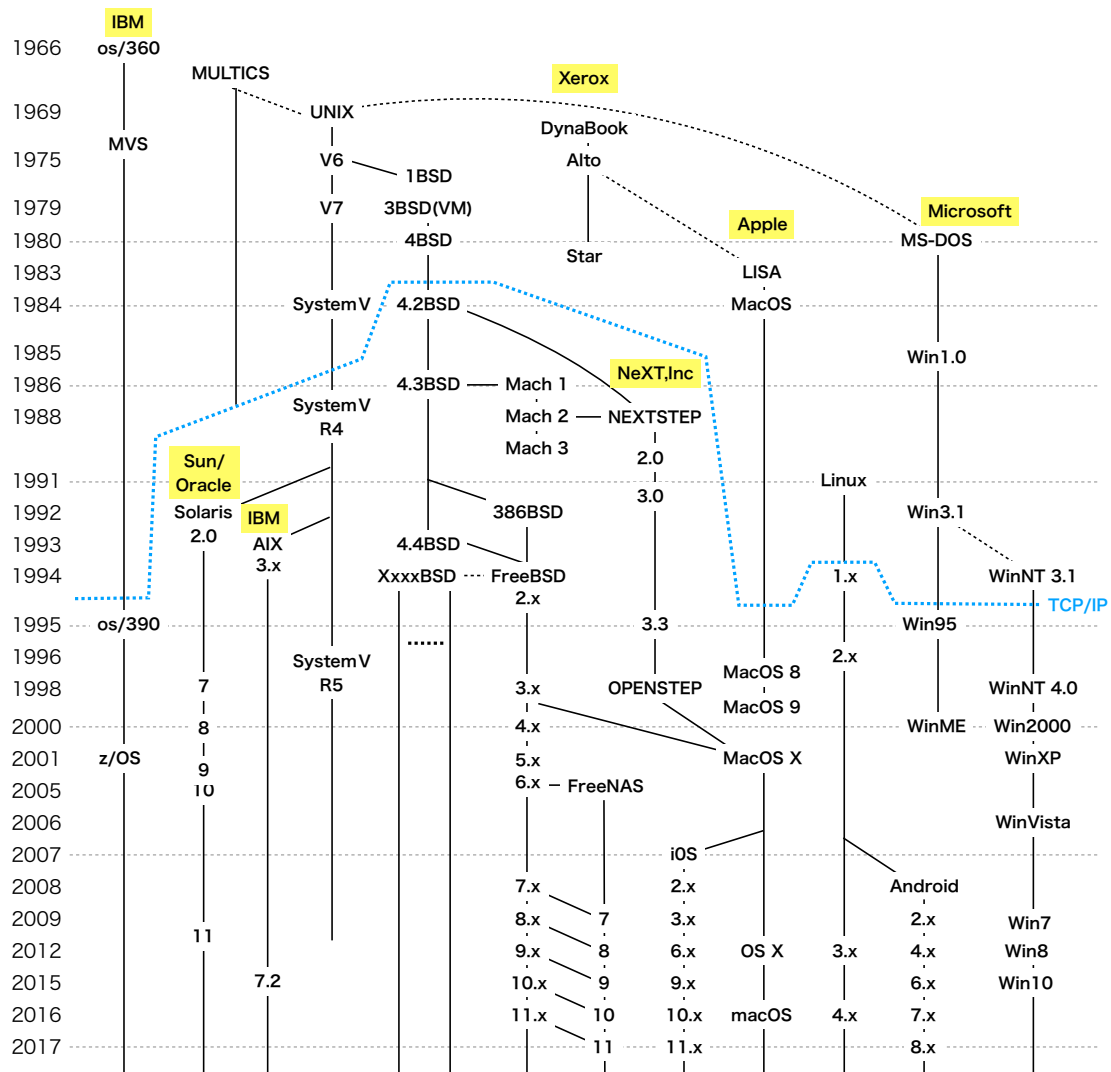 IBM
1966 os/360
MULTICS
Xerox
1969 UNIX
DynaBook
MVS
1975 V6 Alto
1BSD
1979 V7 3BSD(VM) Microsoft
Apple
1980 4BSD MS-DOS
Star
1983 LISA
1984 System V 4.2BSD MacOS
1985 Win1.0
NeXT,Inc
1986 4.3BSD Mach 1
System V
1988 R4 Mach 2 NEXTSTEP
Mach 3
2.0
Sun/
Oracle
1991 Linux
3.0
1992 Solaris IBM 386BSD Win3.1
2.0
1993 AIX 4.4BSD
3.x
1994 XxxxBSD FreeBSD 1.x WinNT 3.1
2.x
TCP/IP
1995 os/390 3.3 Win95
1996 System V 2.x
MacOS 8
1998 7 R5 3.x OPENSTEP WinNT 4.0
MacOS 9
2000 8 4.x WinME Win2000
2001 z/OS 5.x MacOS X WinXP
9
2005 10 6.x FreeNAS
2006 WinVista
2007 iOS
2008 7.x 2.x Android
2009 8.x 7 3.x 2.x Win7
11
2012 9.x 8 6.x OS X 3.x 4.x Win8
2015 7.2 10.x 9 9.x 6.x Win10
2016 11.x 10 10.x macOS 4.x 7.x
2017 11 11.x 8.x